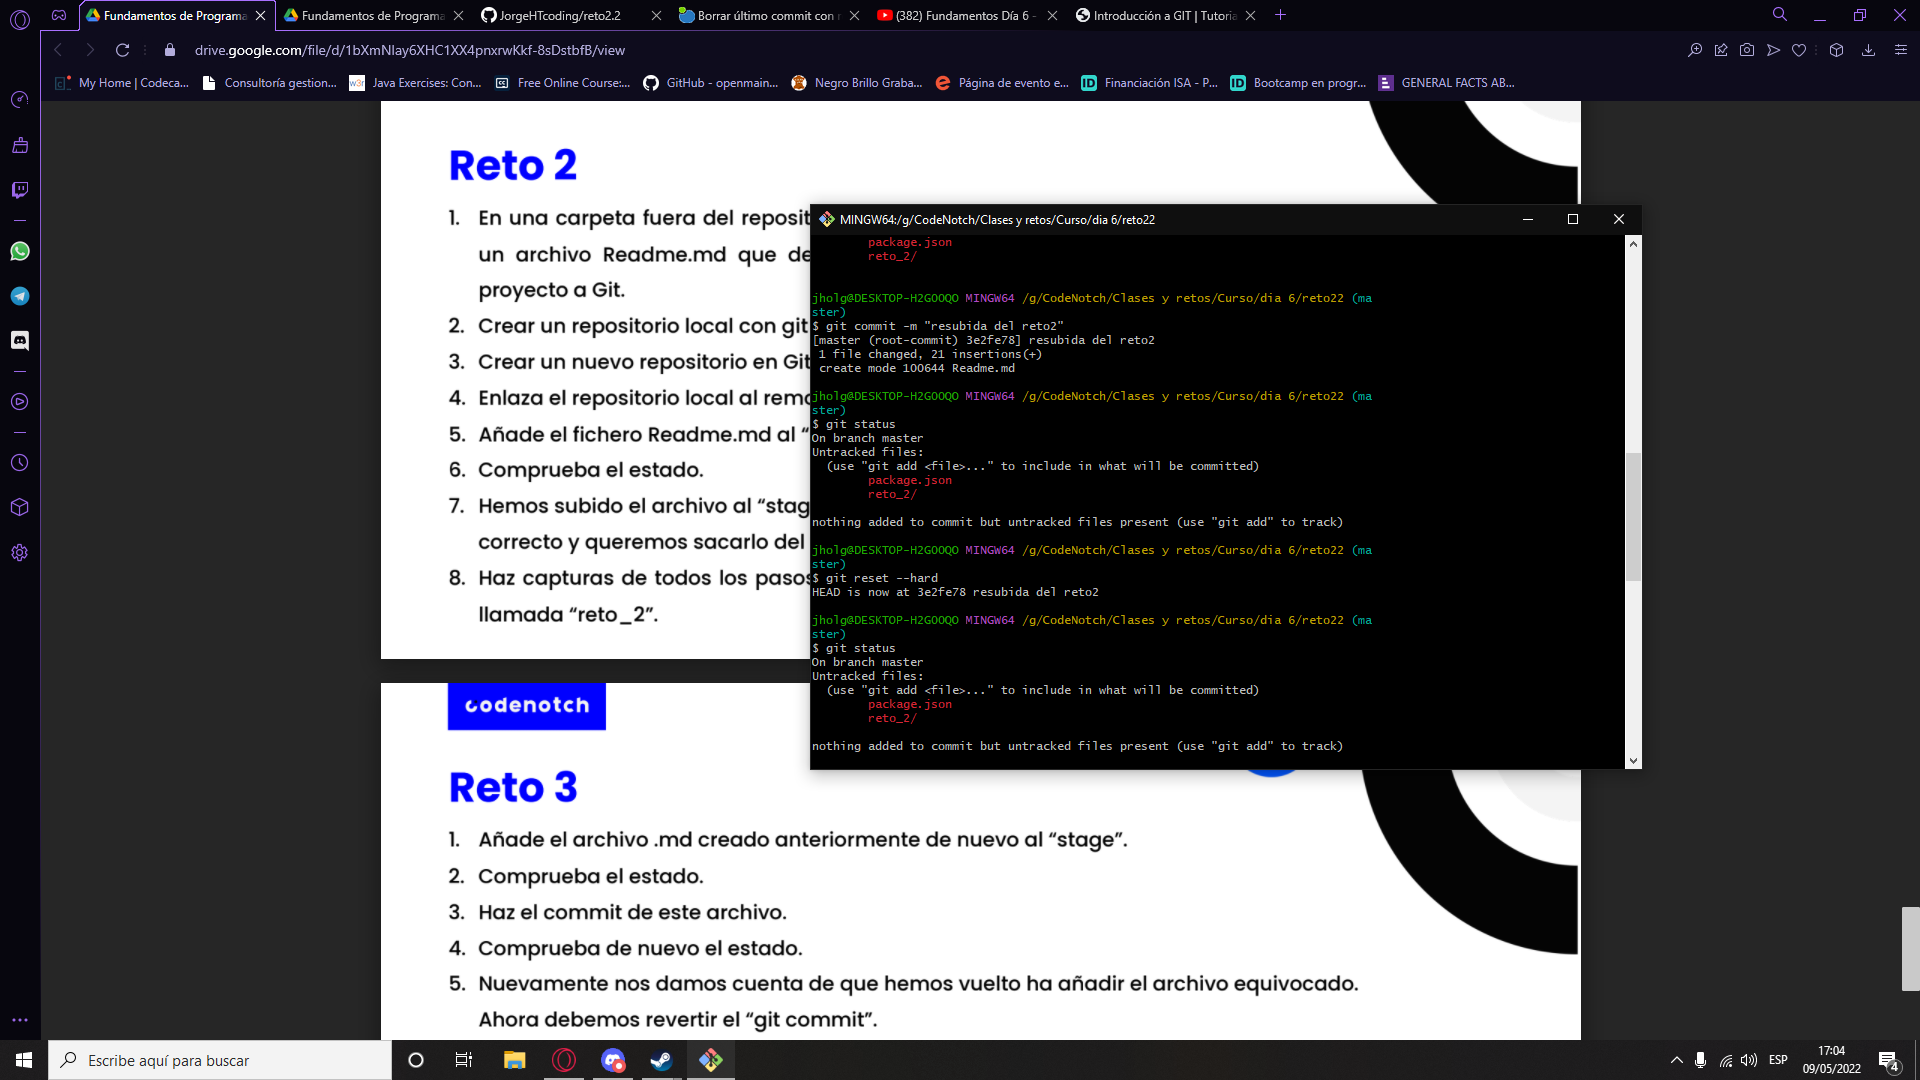 Fundamentos de Programa
Fundamentos de Programa
JorgeHTcoding/reto2.2
Borrar último commit con r
(382) Fundamentos Día 6 -
Introducción a GIT | Tutoria
drive.google.com/file/d/1bXmNlay6XHC1XX4pnxrwKkf-8sDstbfB/view
My Home | Codeca...
Consultoría gestion...
Java Exercises: Con...
Free Online Course:...
GitHub - openmain...
Negro Brillo Graba...
Página de evento e...
Financiación ISA - P...
Bootcamp en progr...
GENERAL FACTS AB...
Reto 2
1. En una carpeta fuera del reposit
un archivo Readme.md que de
proyecto a Git.
2. Crear un repositorio local con git
3. Crear un nuevo repositorio en Git
4. Enlaza el repositorio local al remo
5. Añade el fichero Readme.md al “
6. Comprueba el estado.
7. Hemos subido el archivo al “stag
correcto y queremos sacarlo del
8. Haz capturas de todos los pasos
llamada “reto_2”.
MINGW64:/g/CodeNotch/Clases y retos/Curso/dia 6/reto22
package.json
reto_2/
jholg@DESKTOP-H2GOOQO MINGW64 /g/CodeNotch/Clases y retos/Curso/dia 6/reto22 (ma
ster)
$ git commit -m "resubida del reto2"
[master (root-commit) 3e2fe78] resubida del reto2
1 file changed, 21 insertions(+)
create mode 100644 Readme.md
jholg@DESKTOP-H2GOOQO MINGW64 /g/CodeNotch/Clases y retos/Curso/dia 6/reto22 (ma
ster)
$ git status
On branch master
Untracked files:
(use "git add <file>..." to include in what will be committed)
package.json
reto_2/
nothing added to commit but untracked files present (use "git add" to track)
jholg@DESKTOP-H2GOOQO MINGW64 /g/CodeNotch/Clases y retos/Curso/dia 6/reto22 (ma
ster)
$ git reset --hard
HEAD is now at 3e2fe78 resubida del reto2
jholg@DESKTOP-H2GOOQO MINGW64 /g/CodeNotch/Clases y retos/Curso/dia 6/reto22 (ma
ster)
$ git status
On branch master
Untracked files:
(use "git add <file>..." to include in what will be committed)
package.json
reto_2/
nothing added to commit but untracked files present (use "git add" to track)
codenotch
Reto 3
1. Añade el archivo .md creado anteriormente de nuevo al “stage”.
2. Comprueba el estado.
3. Haz el commit de este archivo.
4. Comprueba de nuevo el estado.
5. Nuevamente nos damos cuenta de que hemos vuelto ha añadir el archivo equivocado.
Ahora debemos revertir el “git commit”.
Escribe aquí para buscar
ESP
17:04
09/05/2022
4